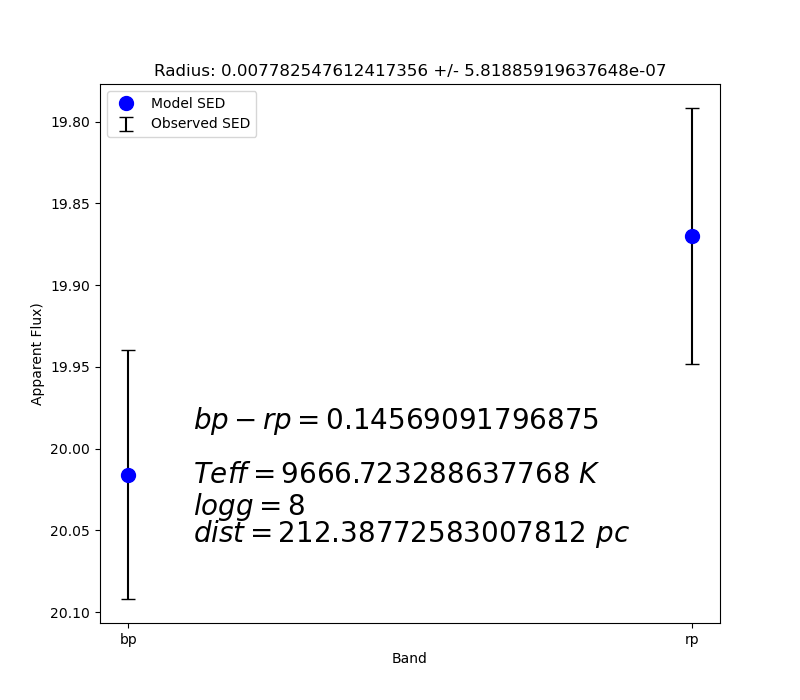 Radius: 0.007782547612417356 +/- 5.81885919637648e-07
Model SED
Observed SED
19.80
19.85
19.90
19.95
20.00
20.05
20.10
Apparent Flux)
bp − rp = 0.14569091796875
Teff = 9666.723288637768 K
logg = 8
dist = 212.38772583007812 pc
bp
rp
Band